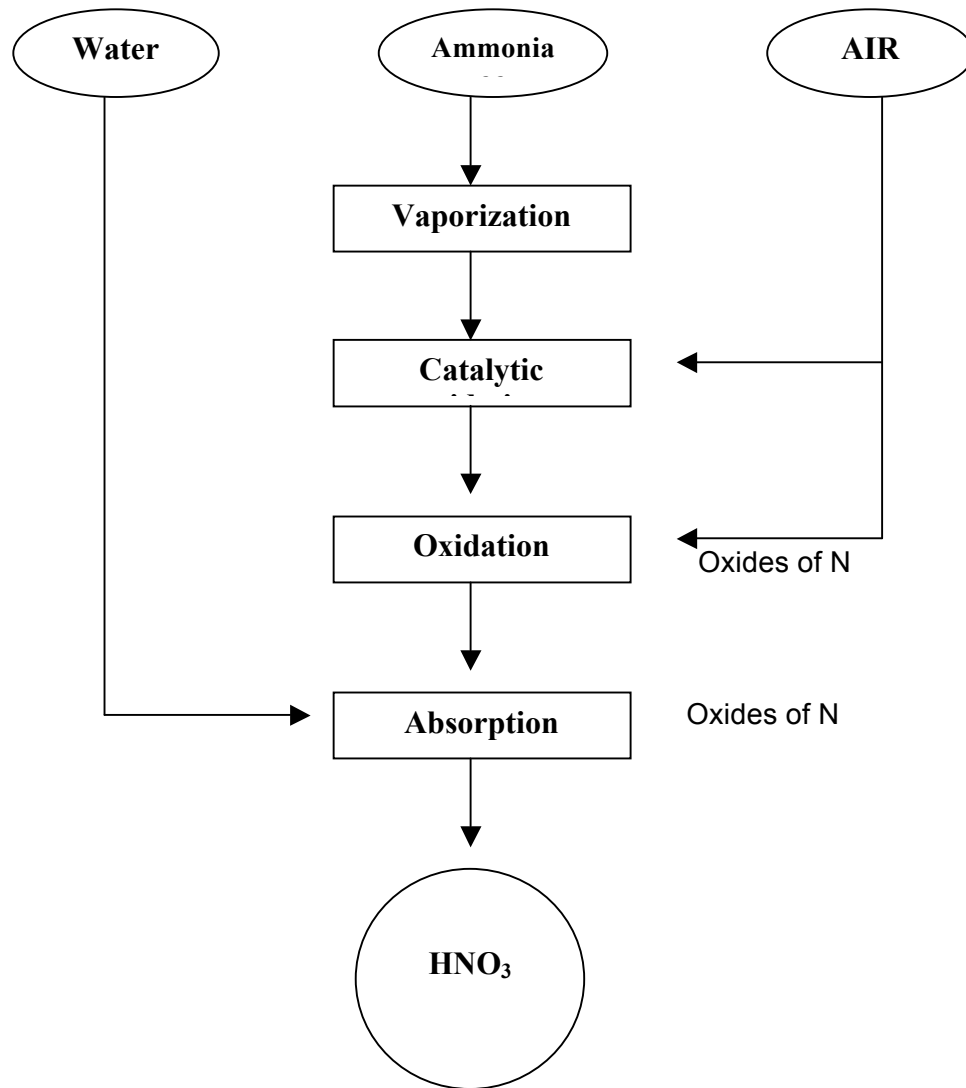 Water
Ammonia
AIR
Vaporization
Catalytic
Oxidation
Oxides of N
Absorption
Oxides of N
HNO₃